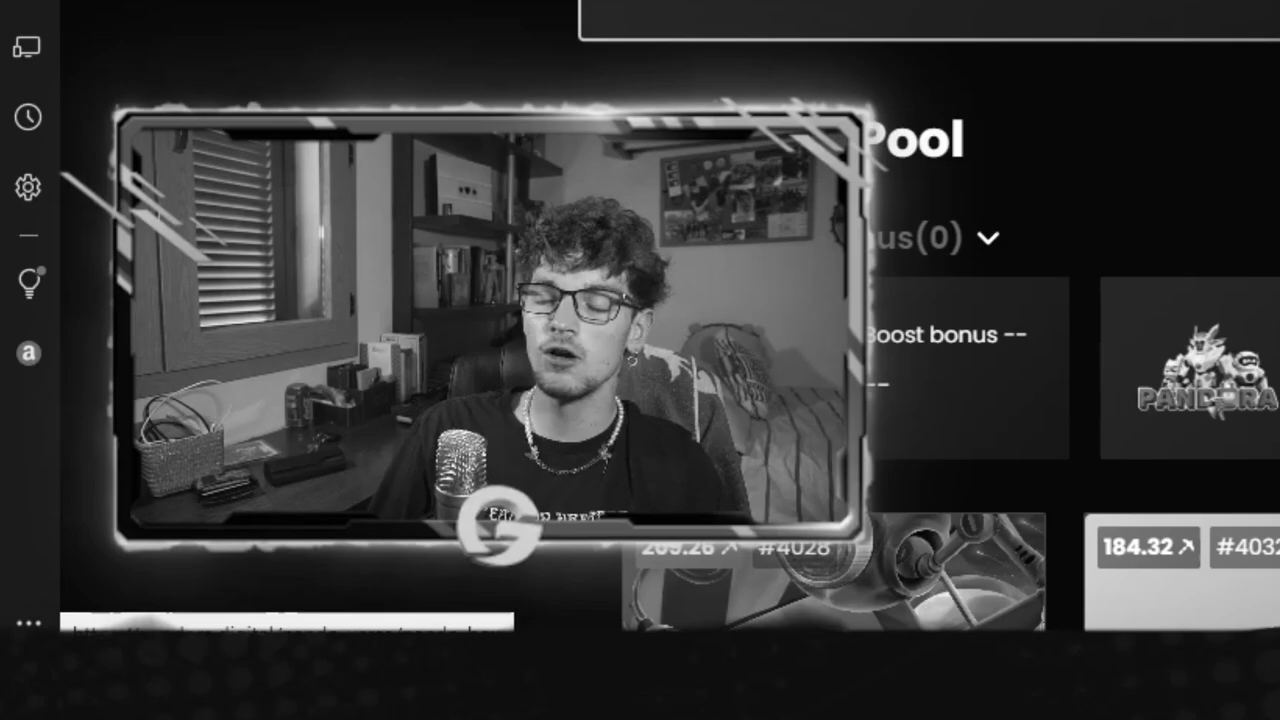 Pool
us(0)
Boost bonus --
--
PANDORA
209.26
#4028
184.32
#4032
a
G